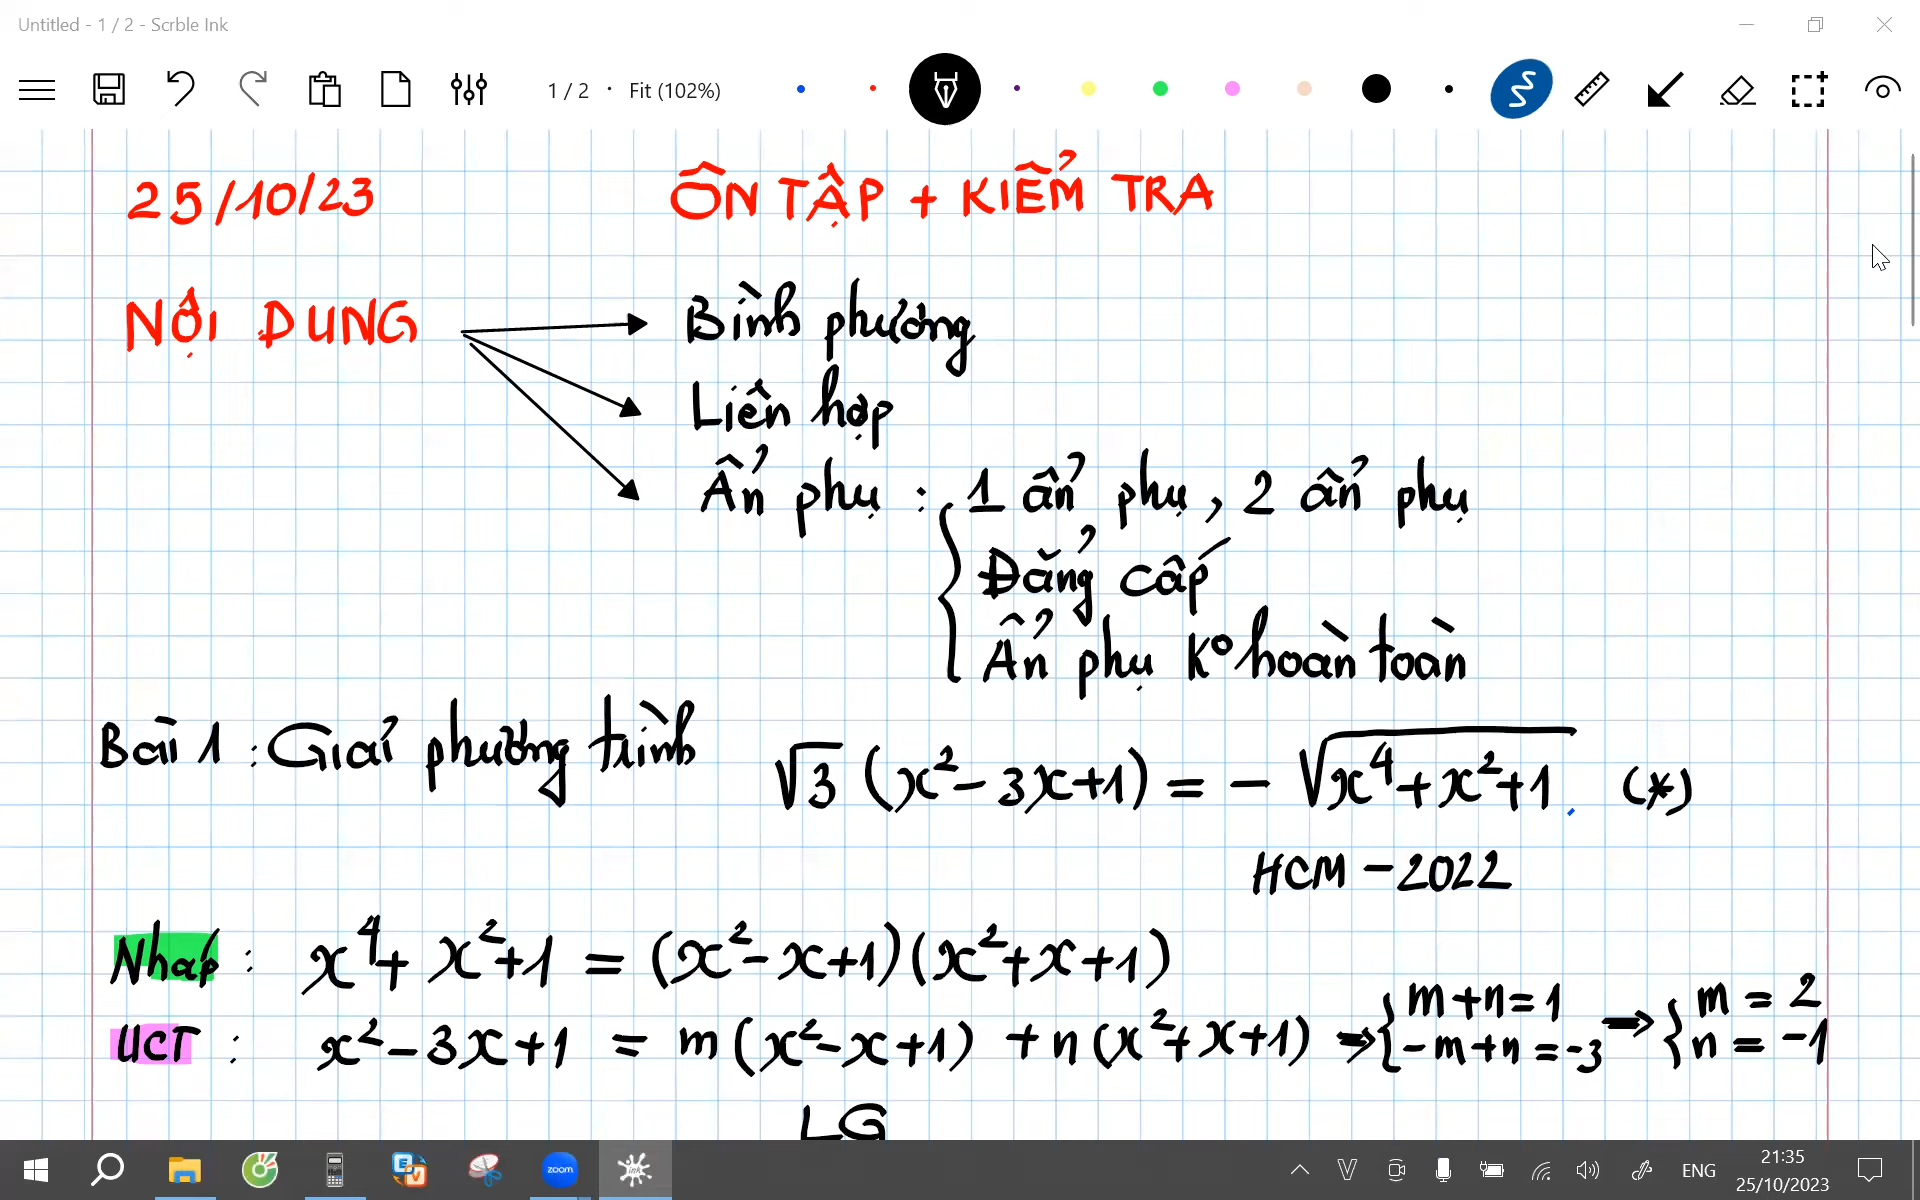 Untitled - 1 / 2 - Scrble Ink
1 / 2 · Fit (102%)
25/10/23 ÔN TẬP + KIỂM TRA
NỘI DUNG
Bình phương
Liên hợp
Ẩn phụ : 1 ẩn phụ, 2 ẩn phụ
Đẳng cấp
Ẩn phụ K° hoàn toàn
Bài 1 : Giải phương trình √3 (x² - 3x+1) = - √(x⁴+x²+1) (*)
HCM - 2022
Nháp : x⁴ + x²+1 = (x² - x+1)(x²+x+1)
UCT : x² - 3x+1 = m(x²-x+1) + n(x²+x+1) ⇒ { m+n=1 ⇒ { m = 2
-m+n=-3 n = -1
LG
zoom
ink
ENG
21:35
25/10/2023